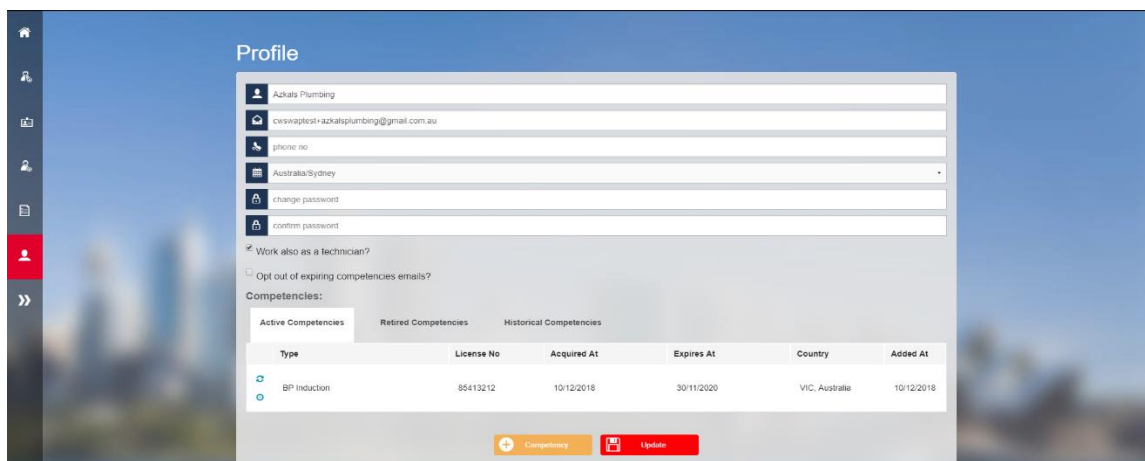 Profile
Azkals Plumbing
cwswaptest+azkalsplumbing@gmail.com.au
phone no
Australia/Sydney
change password
confirm password
Work also as a technician?
Opt out of expiring competencies emails?
Competencies:
Active Competencies Retired Competencies Historical Competencies
Type License No Acquired At Expires At Country Added At
BP Induction 85413212 10/12/2018 30/11/2020 VIC, Australia 10/12/2018
Competency Update